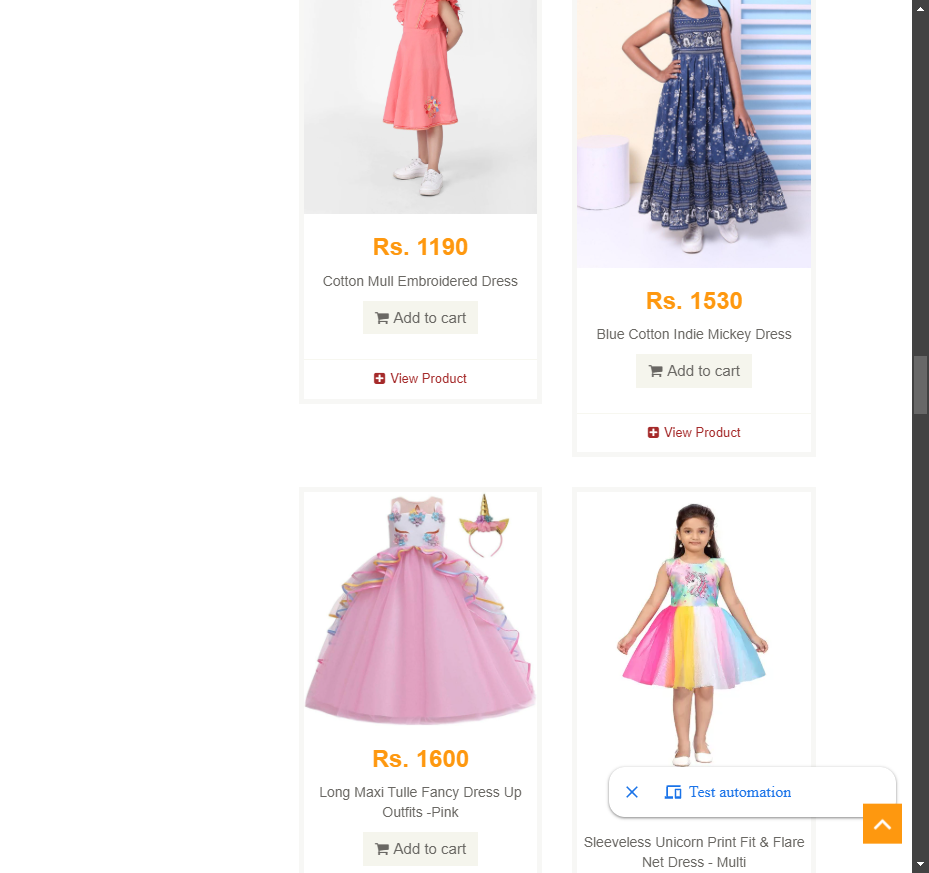 Rs. 1190
Cotton Mull Embroidered Dress
Add to cart
View Product
Rs. 1530
Blue Cotton Indie Mickey Dress
Add to cart
View Product
Rs. 1600
Long Maxi Tulle Fancy Dress Up
Outfits -Pink
Add to cart
Test automation
Sleeveless Unicorn Print Fit & Flare
Net Dress - Multi